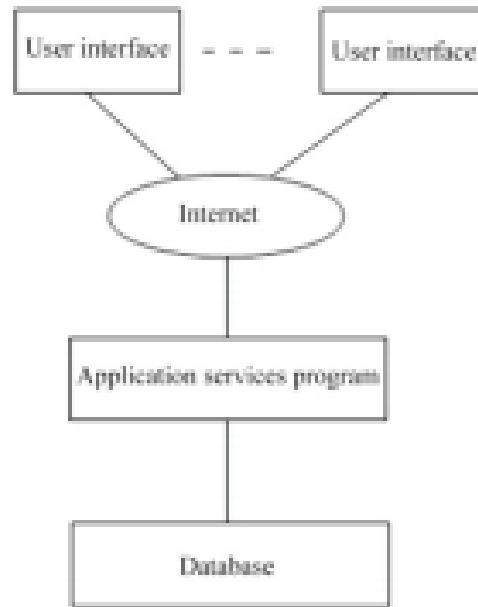 User interface
User interface
Internet
Application services program
Database